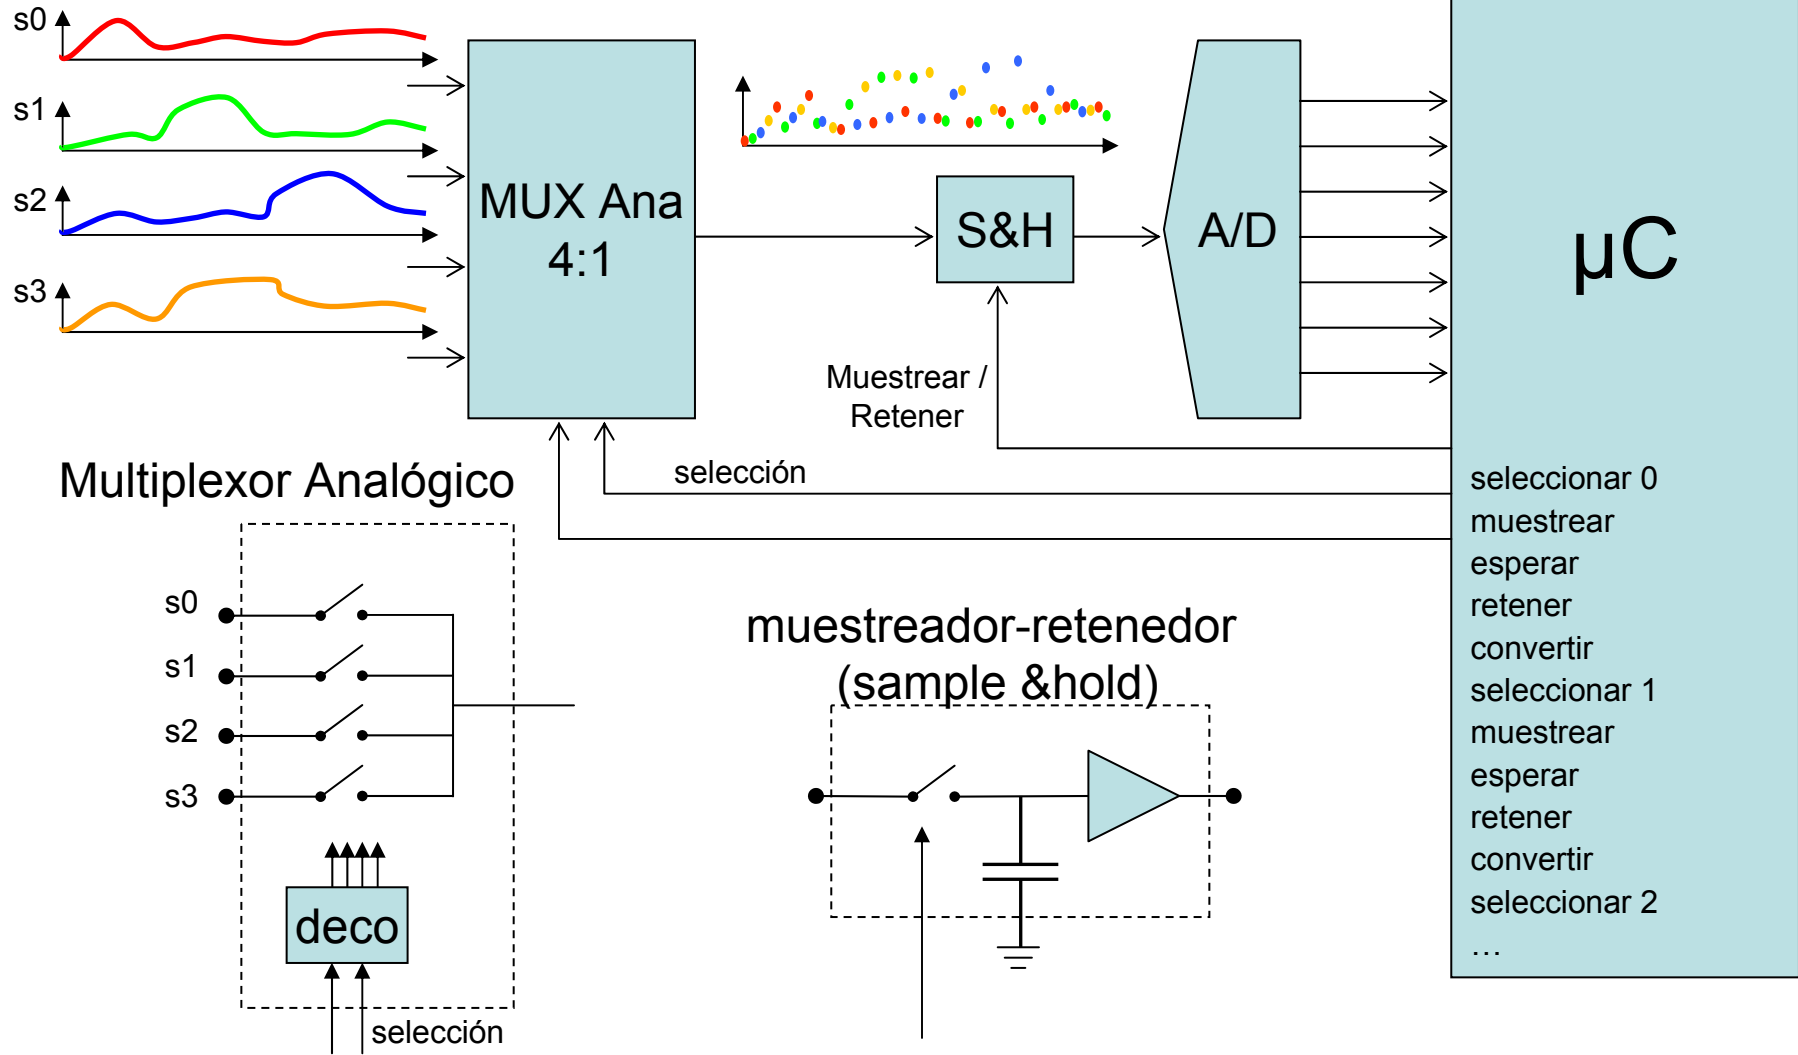 s0
s1
s2
s3
MUX Ana
4:1
S&H
A/D
µC
Muestrear /
Retener
selección
Multiplexor Analógico
s0
s1
s2
s3
deco
selección
muestreador-retenedor
(sample &hold)
seleccionar 0
muestrear
esperar
retener
convertir
seleccionar 1
muestrear
esperar
retener
convertir
seleccionar 2
…